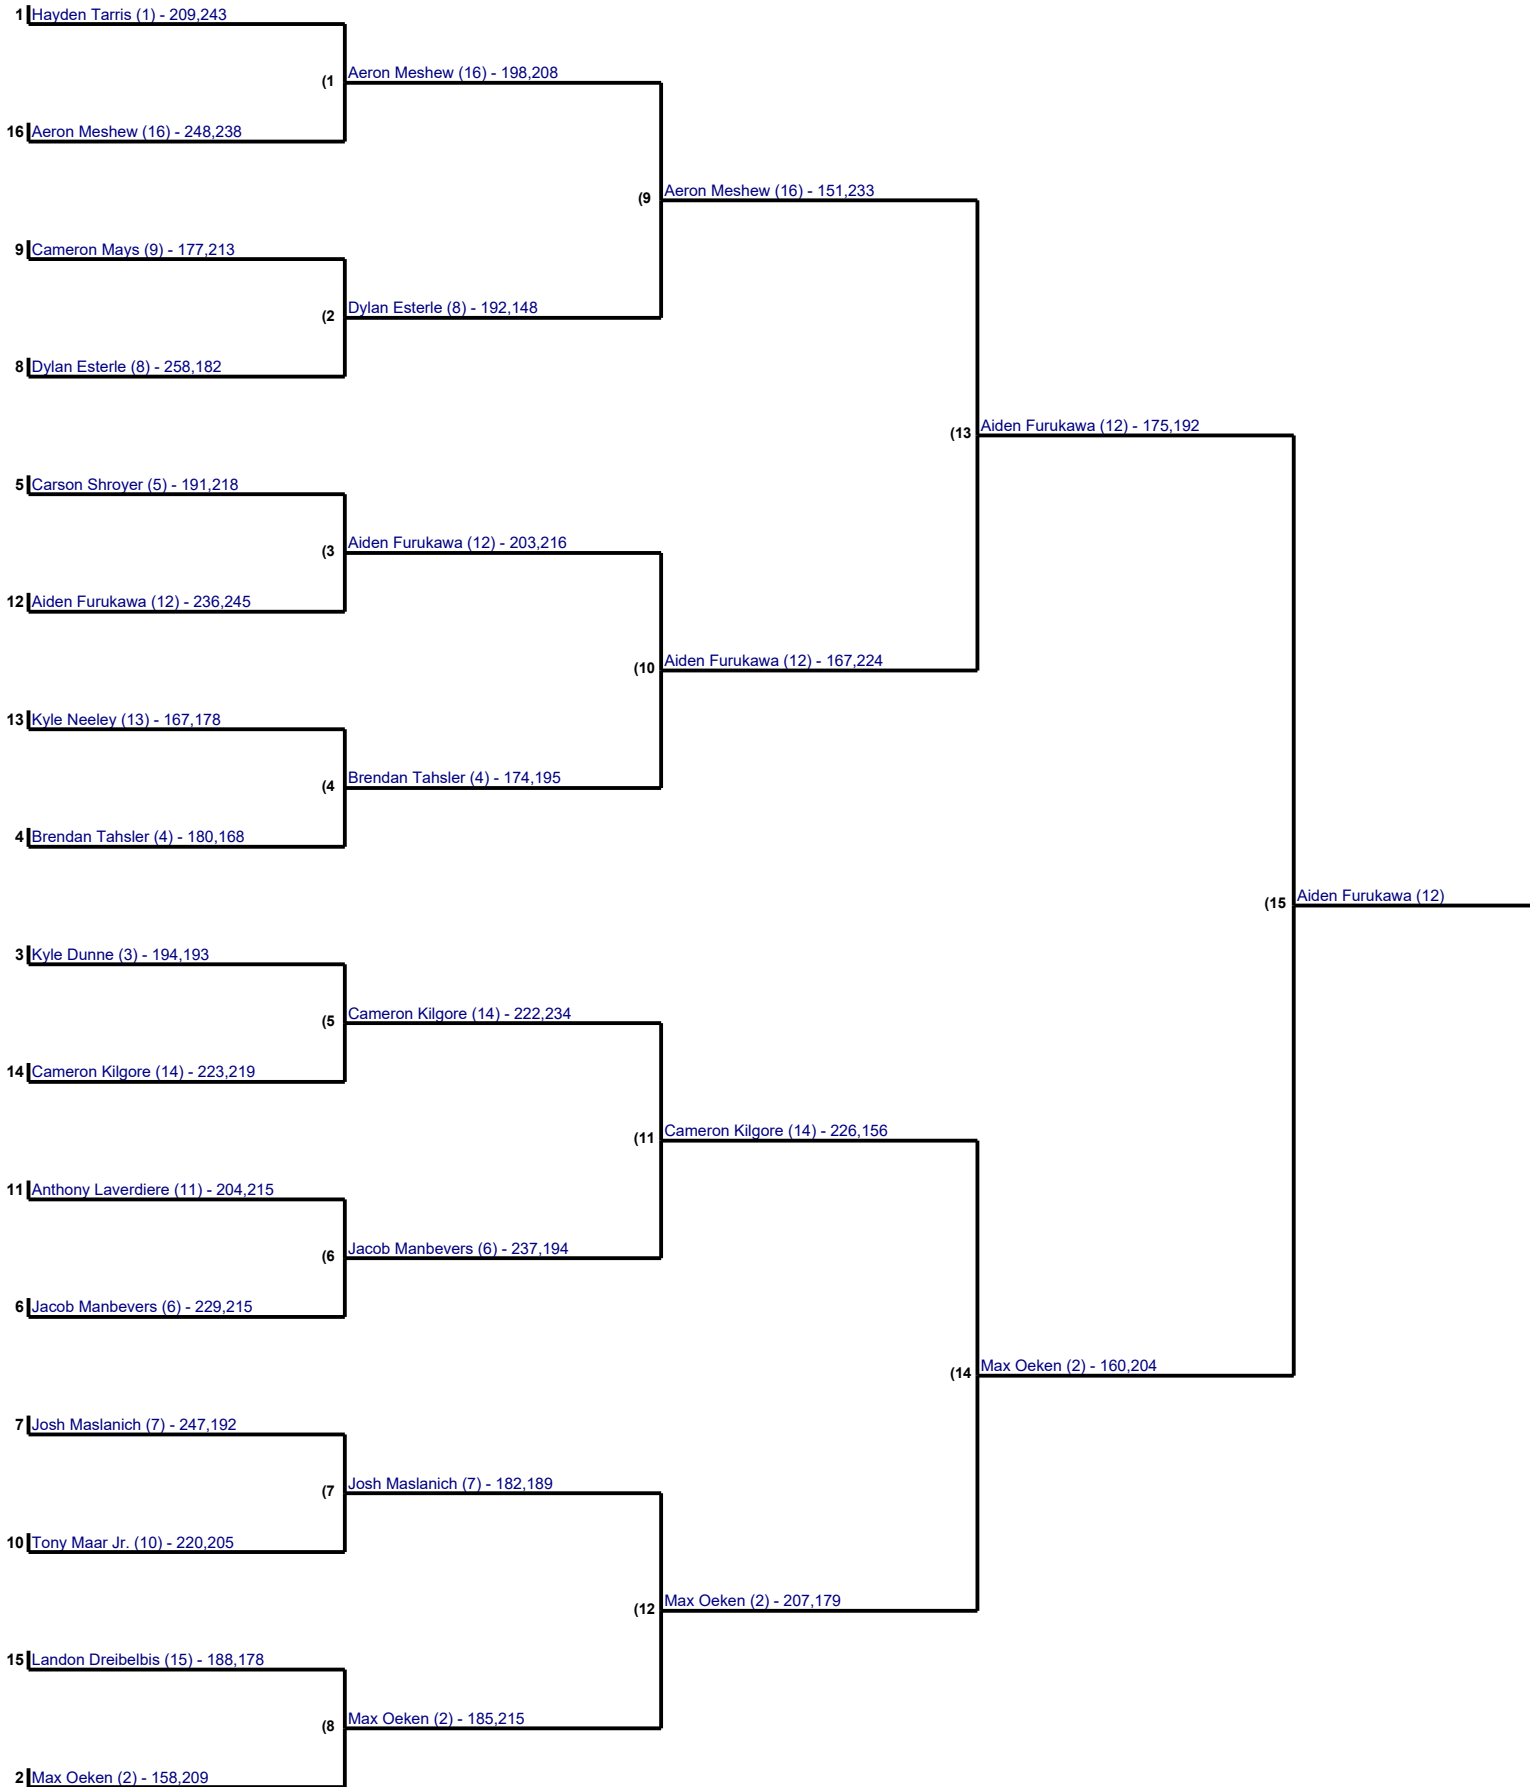 1 Hayden Tarris (1) - 209,243
(1 Aeron Meshew (16) - 198,208
16 Aeron Meshew (16) - 248,238
(9 Aeron Meshew (16) - 151,233
9 Cameron Mays (9) - 177,213
(2 Dylan Esterle (8) - 192,148
8 Dylan Esterle (8) - 258,182
(13 Aiden Furukawa (12) - 175,192
5 Carson Shroyer (5) - 191,218
(3 Aiden Furukawa (12) - 203,216
12 Aiden Furukawa (12) - 236,245
(10 Aiden Furukawa (12) - 167,224
13 Kyle Neeley (13) - 167,178
(4 Brendan Tahsler (4) - 174,195
4 Brendan Tahsler (4) - 180,168
(15 Aiden Furukawa (12)
3 Kyle Dunne (3) - 194,193
(5 Cameron Kilgore (14) - 222,234
14 Cameron Kilgore (14) - 223,219
(11 Cameron Kilgore (14) - 226,156
11 Anthony Laverdiere (11) - 204,215
(6 Jacob Manbevers (6) - 237,194
6 Jacob Manbevers (6) - 229,215
(14 Max Oeken (2) - 160,204
7 Josh Maslanich (7) - 247,192
(7 Josh Maslanich (7) - 182,189
10 Tony Maar Jr. (10) - 220,205
(12 Max Oeken (2) - 207,179
15 Landon Dreibelbis (15) - 188,178
(8 Max Oeken (2) - 185,215
2 Max Oeken (2) - 158,209